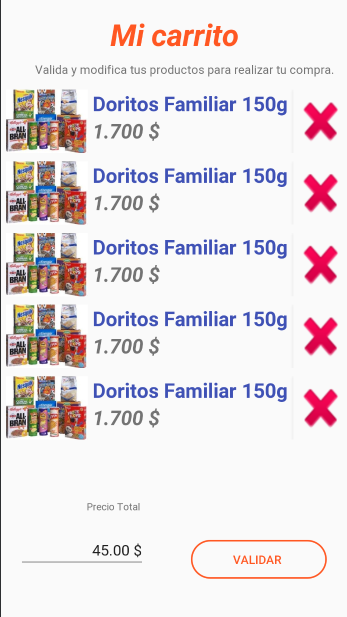 Mi carrito
Valida y modifica tus productos para realizar tu compra.
Doritos Familiar 150g
1.700 $
Doritos Familiar 150g
1.700 $
Doritos Familiar 150g
1.700 $
Doritos Familiar 150g
1.700 $
Doritos Familiar 150g
1.700 $
Precio Total
45.00 $
VALIDAR